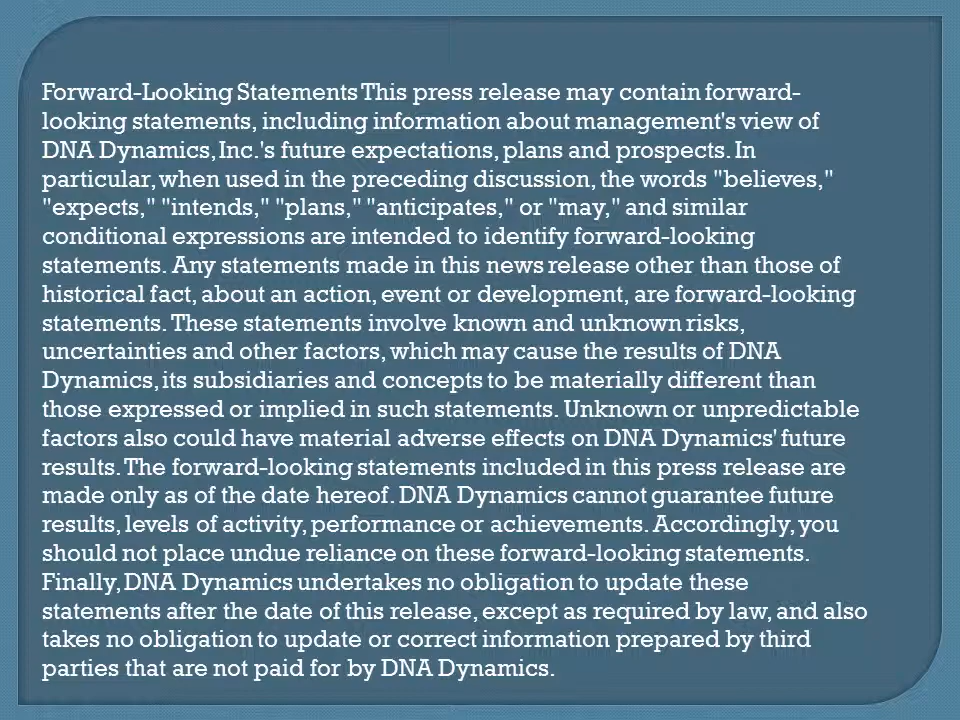 Forward-Looking Statements This press release may contain forward-
looking statements, including information about management's view of
DNA Dynamics, Inc.'s future expectations, plans and prospects. In
particular, when used in the preceding discussion, the words "believes,"
"expects," "intends," "plans," "anticipates," or "may," and similar
conditional expressions are intended to identify forward-looking
statements. Any statements made in this news release other than those of
historical fact, about an action, event or development, are forward-looking
statements. These statements involve known and unknown risks,
uncertainties and other factors, which may cause the results of DNA
Dynamics, its subsidiaries and concepts to be materially different than
those expressed or implied in such statements. Unknown or unpredictable
factors also could have material adverse effects on DNA Dynamics' future
results. The forward-looking statements included in this press release are
made only as of the date hereof. DNA Dynamics cannot guarantee future
results, levels of activity, performance or achievements. Accordingly, you
should not place undue reliance on these forward-looking statements.
Finally, DNA Dynamics undertakes no obligation to update these
statements after the date of this release, except as required by law, and also
takes no obligation to update or correct information prepared by third
parties that are not paid for by DNA Dynamics.